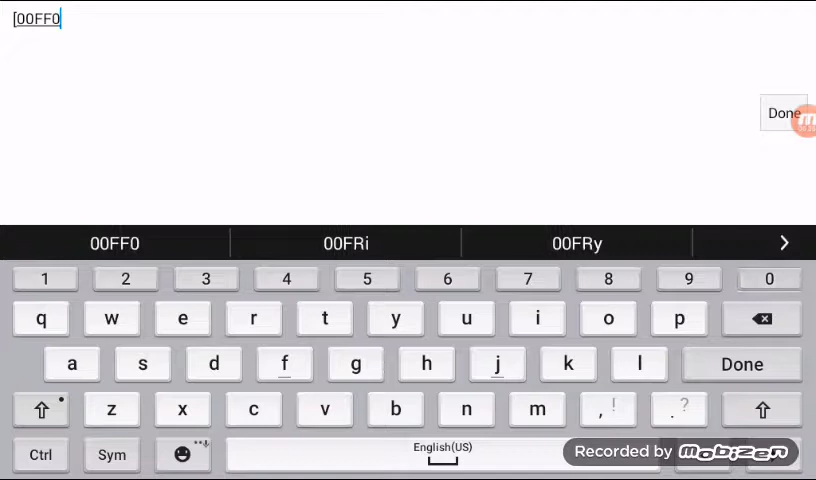 [00FF0
Done
00FF0 00FRi 00FRy >
1 2 3 4 5 6 7 8 9 0
q w e r t y u i o p
a s d f g h j k l Done
z x c v b n m , ! . ?
Ctrl Sym English(US) Recorded by mobizen